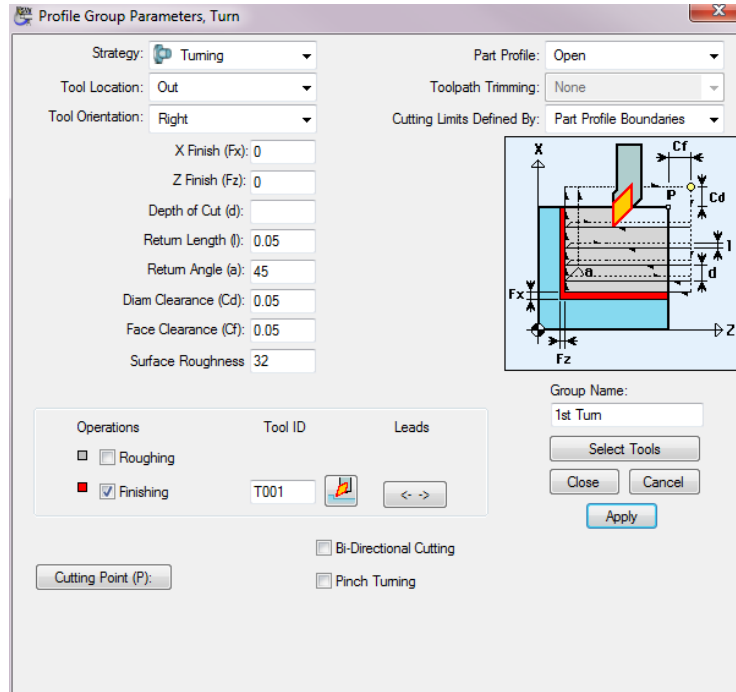 Profile Group Parameters, Turn
Strategy: Turning
Part Profile: Open
Tool Location: Out
Toolpath Trimming: None
Tool Orientation: Right
Cutting Limits Defined By: Part Profile Boundaries
X Finish (Fx): 0
Z Finish (Fz): 0
Depth of Cut (d):
Return Length (l): 0.05
Return Angle (a): 45
Diam Clearance (Cd): 0.05
Face Clearance (Cf): 0.05
Surface Roughness 32
X
Cf
P
Cd
l
d
a
Fx
Z
Fz
Group Name:
1st Turn
Operations Tool ID Leads
Select Tools
Roughing
Close Cancel
Finishing T001 <- ->
Apply
Bi-Directional Cutting
Cutting Point (P):
Pinch Turning